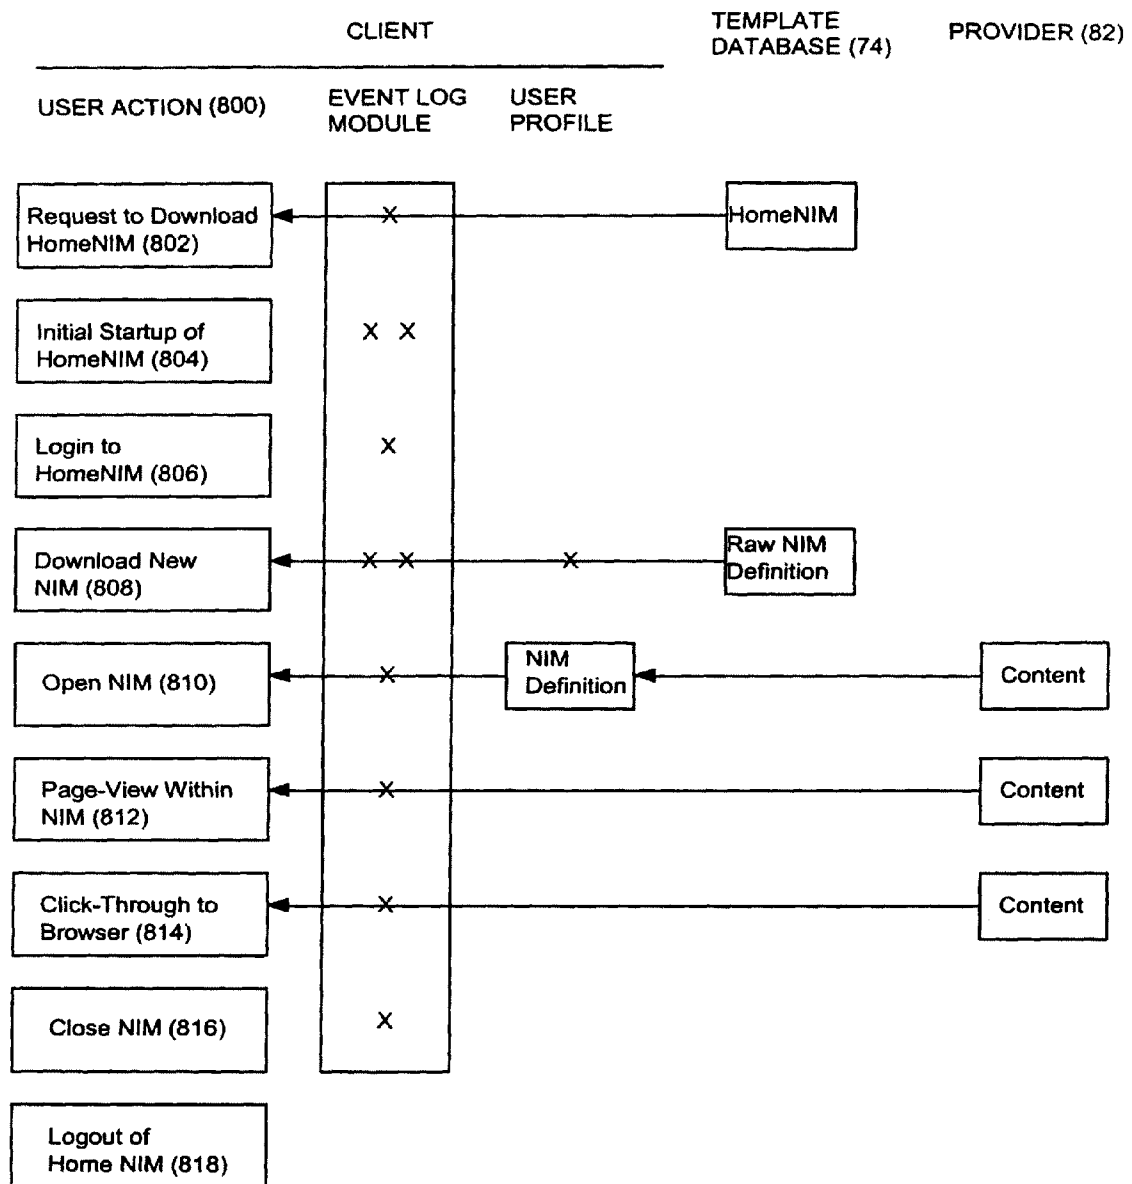 CLIENT
TEMPLATE
DATABASE (74)
PROVIDER (82)
USER ACTION (800)
EVENT LOG
MODULE
USER
PROFILE
Request to Download
HomeNIM (802)
X
HomeNIM
Initial Startup of
HomeNIM (804)
X X
Login to
HomeNIM (806)
X
Download New
NIM (808)
X X
X
Raw NIM
Definition
Open NIM (810)
X
NIM
Definition
Content
Page-View Within
NIM (812)
X
Content
Click-Through to
Browser (814)
X
Content
Close NIM (816)
X
Logout of
Home NIM (818)